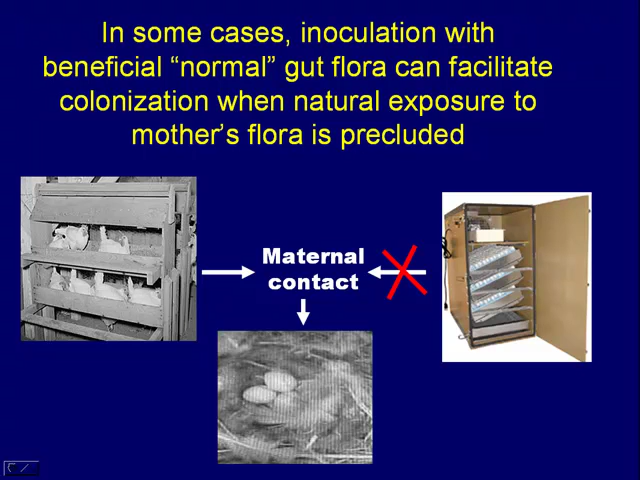 In some cases, inoculation with
beneficial “normal” gut flora can facilitate
colonization when natural exposure to
mother’s flora is precluded
Maternal
contact